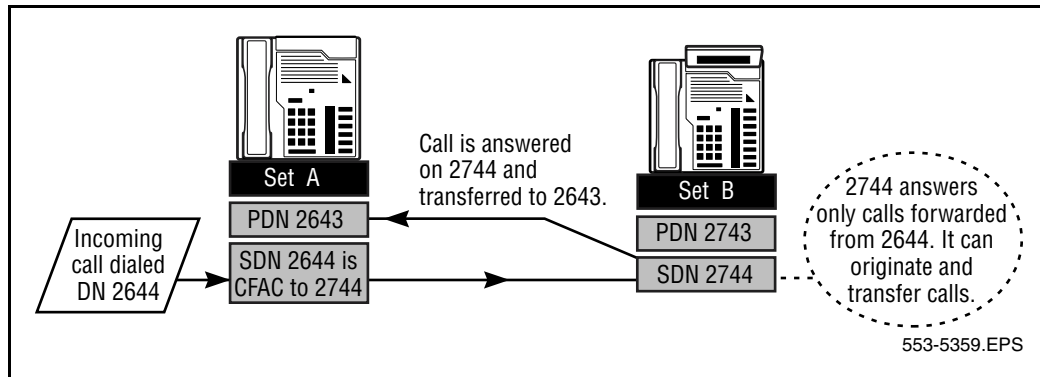 Incoming
call dialed
DN 2644
Set A
PDN 2643
SDN 2644 is
CFAC to 2744
Call is answered
on 2744 and
transferred to 2643.
Set B
PDN 2743
SDN 2744
2744 answers
only calls forwarded
from 2644. It can
originate and
transfer calls.
553-5359.EPS